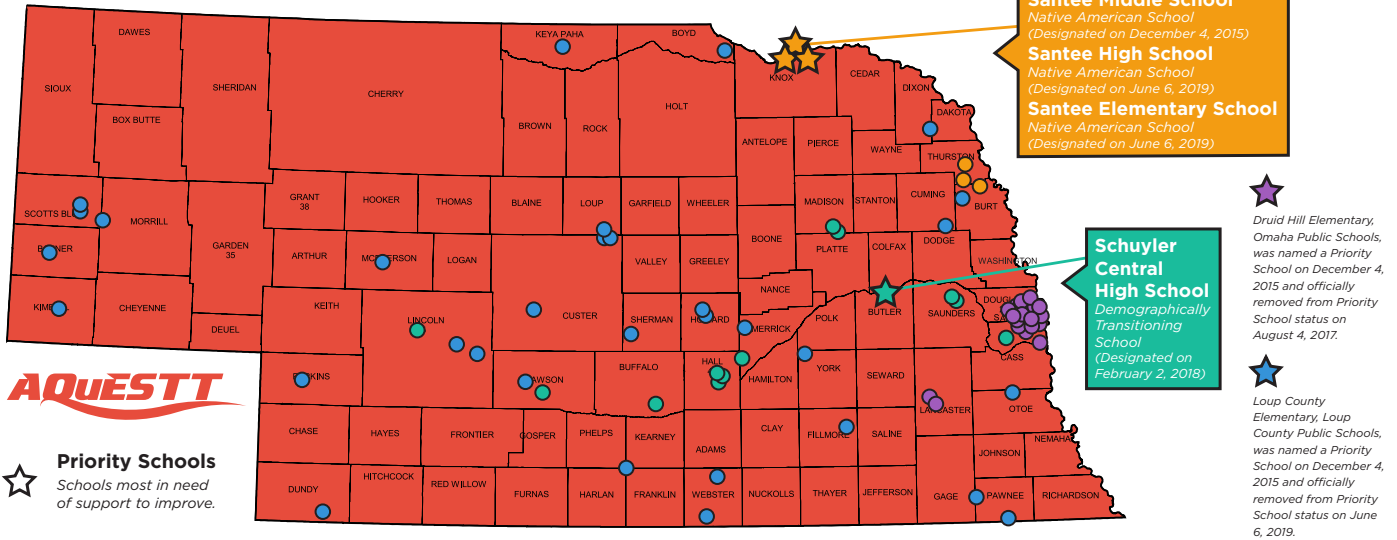 Santee Middle School
Native American School
(Designated on December 4, 2015)
Santee High School
Native American School
(Designated on June 6, 2019)
Santee Elementary School
Native American School
(Designated on June 6, 2019)
DAWES
KEYA PAHA
BOYD
SIOUX
SHERIDAN
CHERRY
KNOX
CEDAR
DIXON
DAKOTA
BOX BUTTE
BROWN
ROCK
HOLT
ANTELOPE
PIERCE
WAYNE
THURSTON
GRANT
38
HOOKER
THOMAS
BLAINE
LOUP
GARFIELD
WHEELER
MADISON
STANTON
CUMING
BURT
SCOTTS
MORRILL
GARDEN
35
ARTHUR
LOGAN
VALLEY
GREELEY
BOONE
PLATTE
COLFAX
DODGE
WASHINGTON
CHEYENNE
DEUEL
KEITH
LINCOLN
CUSTER
SHERMAN
NANCE
MERRICK
POLK
BUTLER
SAUNDERS
CASS
BUFFALO
HALL
HAMILTON
YORK
SEWARD
LANCASTER
OTOE
CHASE
HAYES
FRONTIER
GOSPER
PHELPS
KEARNEY
ADAMS
CLAY
FILLMORE
SALINE
JOHNSON
NEMAHA
DUNDY
HITCHCOCK
RED WILLOW
FURNAS
HARLAN
FRANKLIN
WEBSTER
NUCKOLLS
THAYER
JEFFERSON
GAGE
PAWNEE
RICHARDSON
Schuyler
Central
High School
Demographically
Transitioning
School
(Designated on
February 2, 2018)
Druid Hill Elementary,
Omaha Public Schools,
was named a Priority
School on December 4,
2015 and officially
removed from Priority
School status on
August 4, 2017.
Loup County
Elementary, Loup
County Public Schools,
was named a Priority
School on December 4,
2015 and officially
removed from Priority
School status on June
6, 2019.
AQuESTT
Priority Schools
Schools most in need
of support to improve.